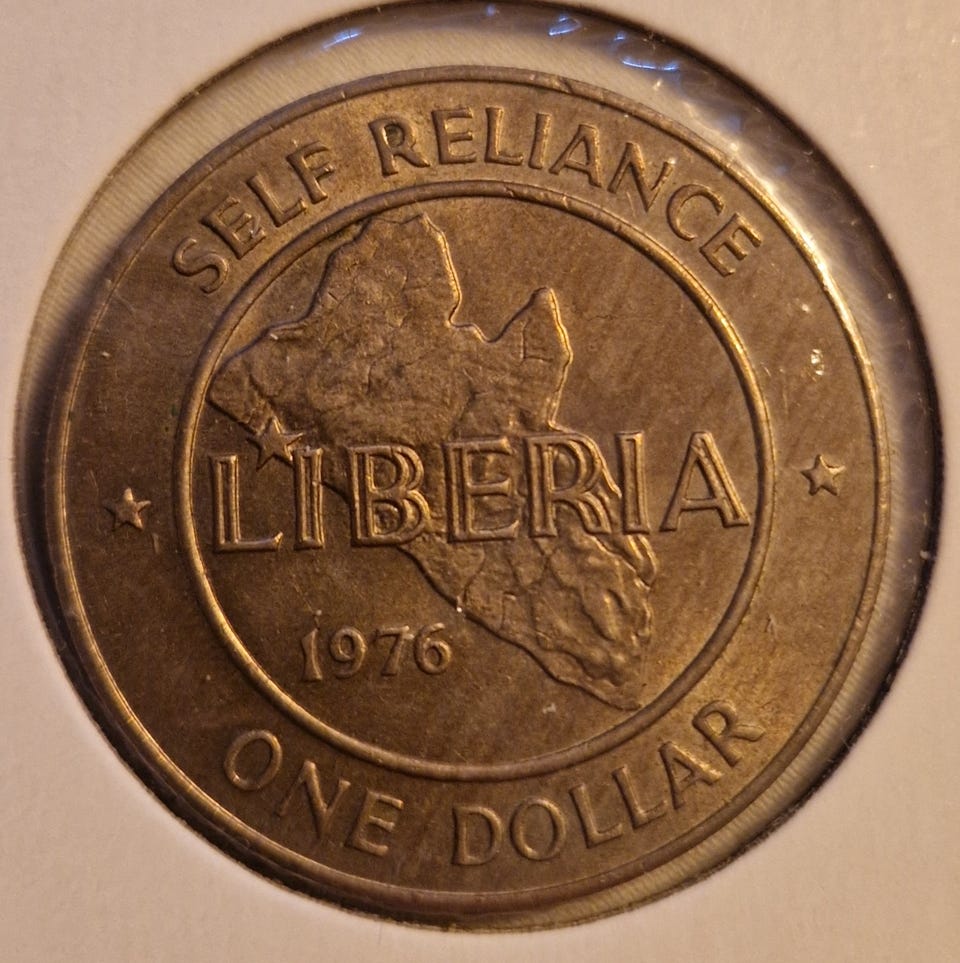 SELF RELIANCE
LIBERIA
1976
ONE DOLLAR